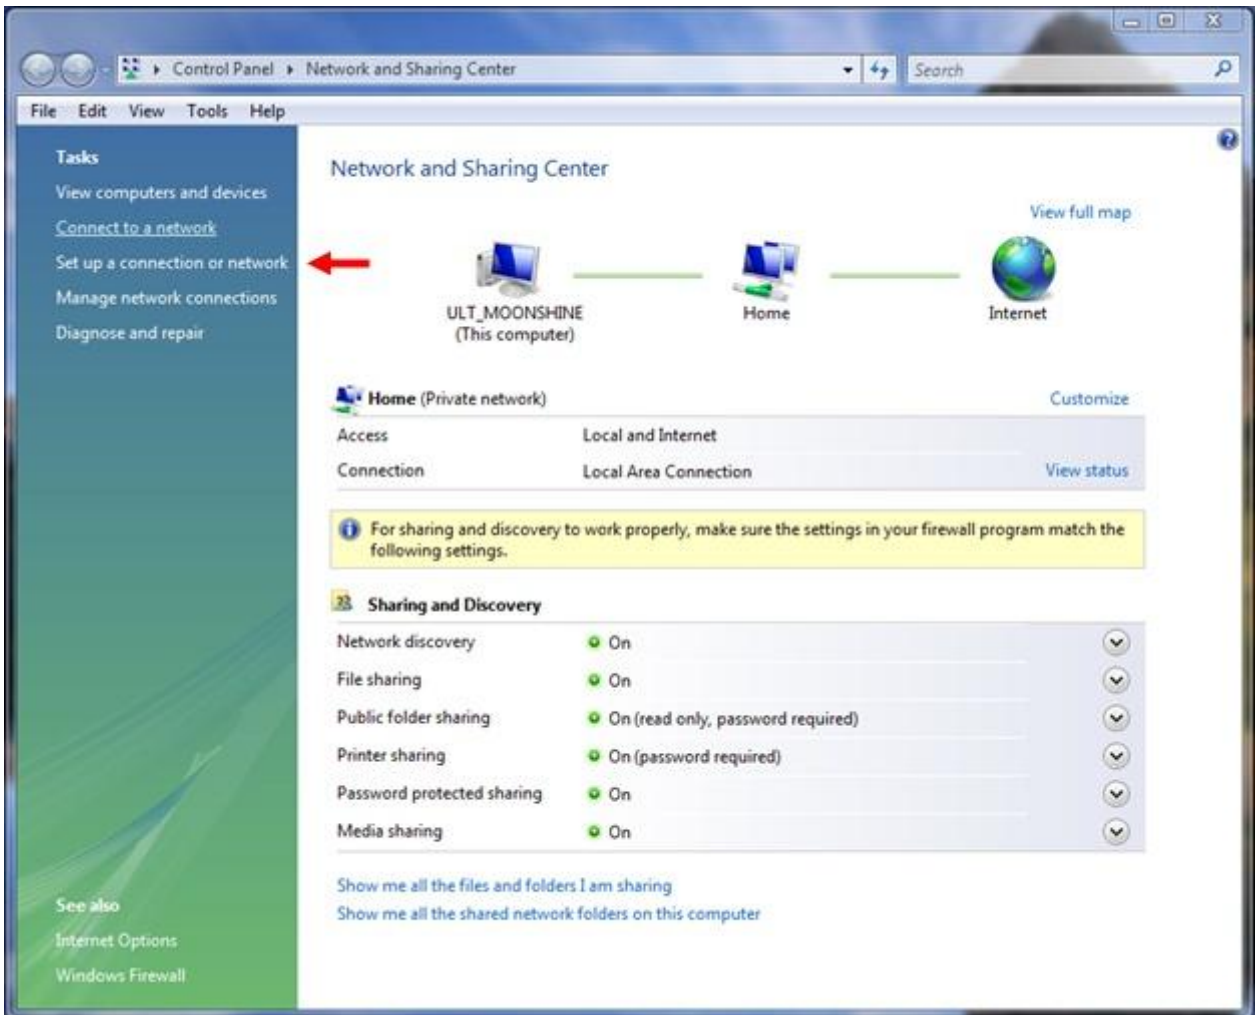 Control Panel Network and Sharing Center
Search
File Edit View Tools Help
Tasks
View computers and devices
Connect to a network
Set up a connection or network
Manage network connections
Diagnose and repair
See also
Internet Options
Windows Firewall
Network and Sharing Center
View full map
ULT_MOONSHINE
(This computer)
Home
Internet
Home (Private network) Customize
Access Local and Internet
Connection Local Area Connection View status
For sharing and discovery to work properly, make sure the settings in your firewall program match the
following settings.
Sharing and Discovery
Network discovery On
File sharing On
Public folder sharing On (read only, password required)
Printer sharing On (password required)
Password protected sharing On
Media sharing On
Show me all the files and folders I am sharing
Show me all the shared network folders on this computer